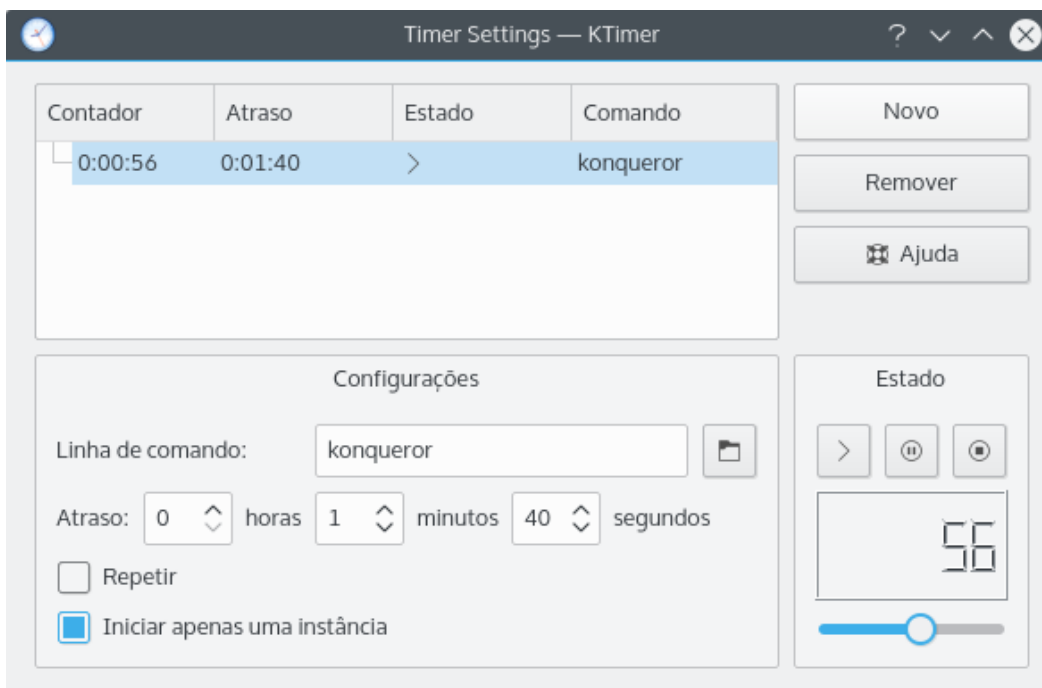 Timer Settings — KTimer
Contador Atraso Estado Comando
0:00:56 0:01:40 > konqueror
Novo
Remover
Ajuda
Configurações
Linha de comando: konqueror
Atraso: 0 horas 1 minutos 40 segundos
Repetir
Iniciar apenas uma instância
Estado
56